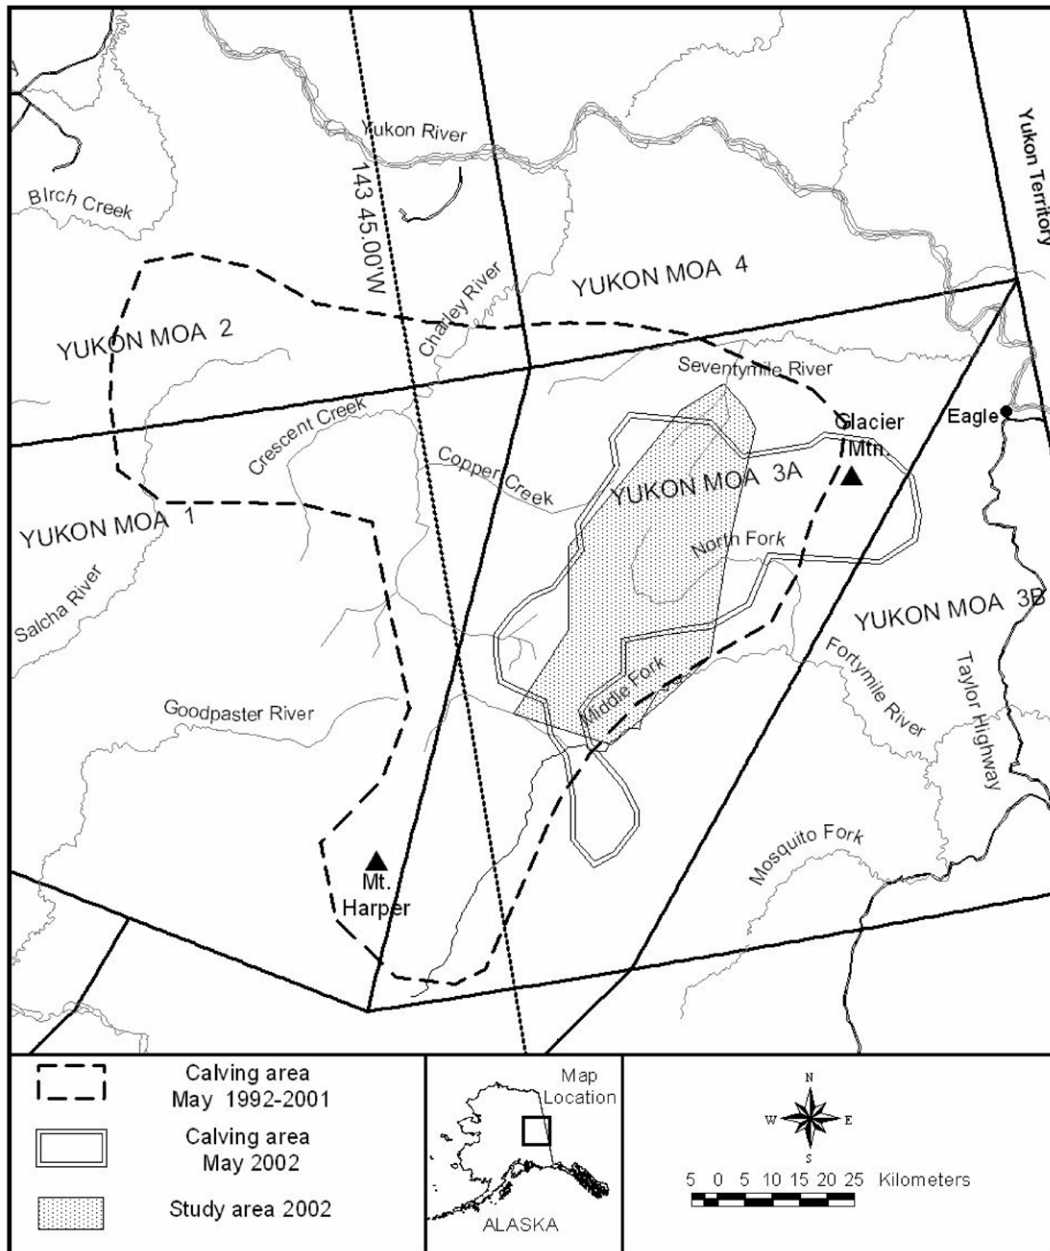 Yukon River
BIrch Creek
143 45.00'W
Yukon Territory
Charley River
YUKON MOA 4
YUKON MOA 2
Seventymile River
Crescent Creek
Eagle
Glacier
Mtn.
Copper Creek
YUKON MOA 3A
YUKON MOA 1
North Fork
Salcha River
YUKON MOA 3B
Fortymile River
Middle Fork
Taylor Highway
Goodpaster River
Mosquito Fork
Mt.
Harper
Calving area
May 1992-2001
Calving area
May 2002
Study area 2002
Map
Location
ALASKA
N
W E
S
5 0 5 10 15 20 25 Kilometers